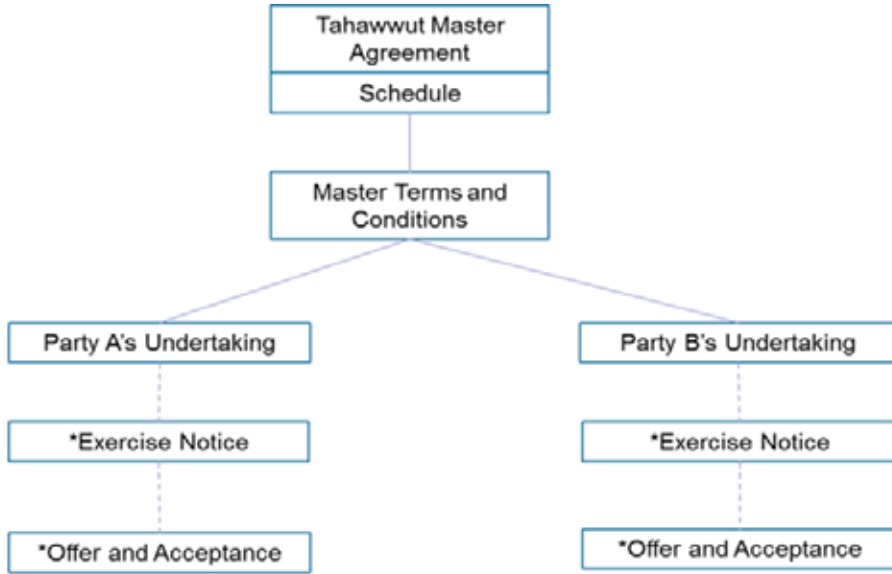 Tahawwut Master
Agreement
Schedule
Master Terms and
Conditions
Party A's Undertaking
Party B's Undertaking
*Exercise Notice
*Exercise Notice
*Offer and Acceptance
*Offer and Acceptance